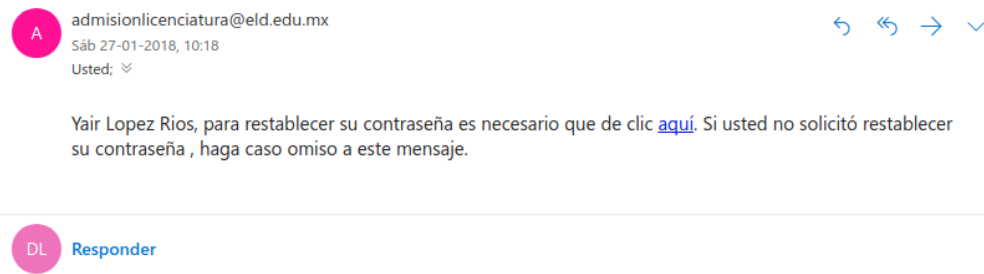 A
admisionlicenciatura@eld.edu.mx
Sáb 27-01-2018, 10:18
Usted;
Yair Lopez Rios, para restablecer su contraseña es necesario que de clic aquí. Si usted no solicitó restablecer
su contraseña , haga caso omiso a este mensaje.
DL
Responder